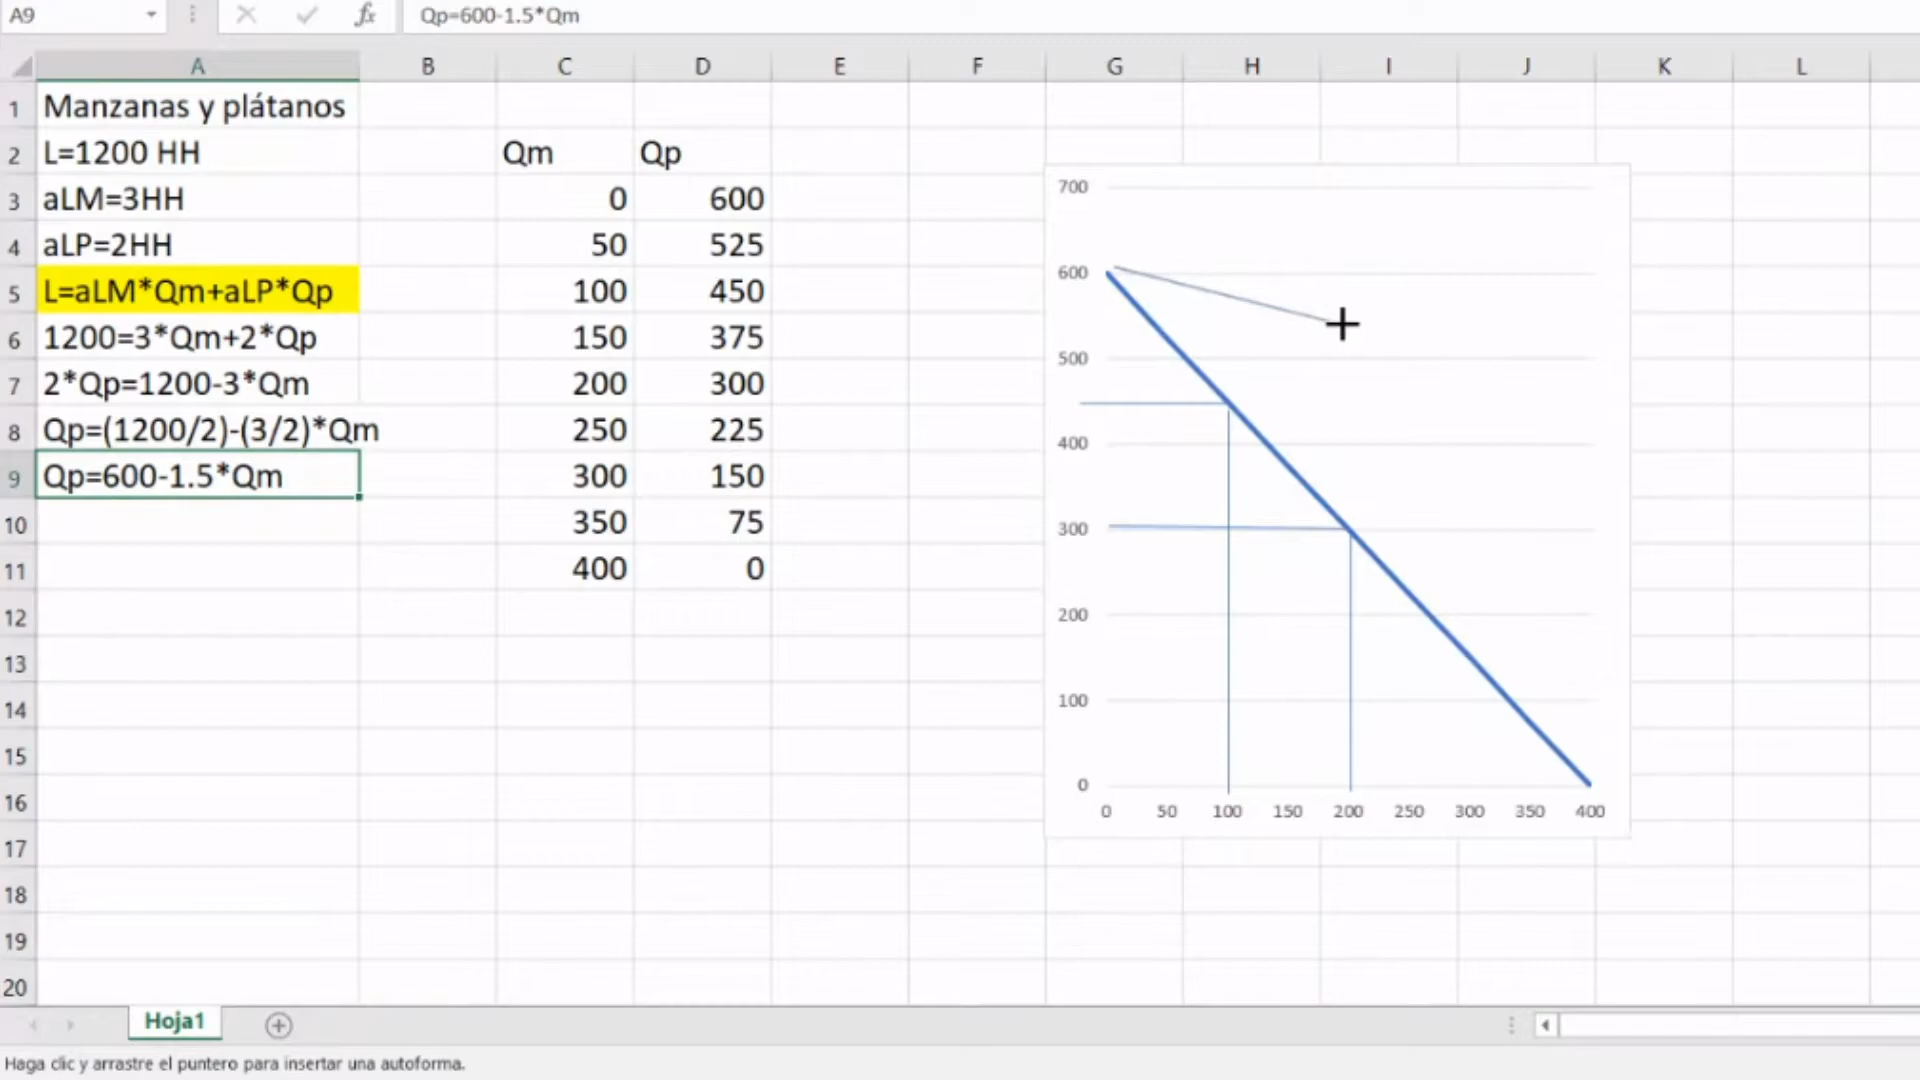 A9
fx
Qp=600-1.5*Qm
A B C D E F G H I J K L
1 Manzanas y plátanos
2 L=1200 HH Qm Qp
3 aLM=3HH 0 600
4 aLP=2HH 50 525
5 L=aLM*Qm+aLP*Qp 100 450
6 1200=3*Qm+2*Qp 150 375
7 2*Qp=1200-3*Qm 200 300
8 Qp=(1200/2)-(3/2)*Qm 250 225
9 Qp=600-1.5*Qm 300 150
10 350 75
11 400 0
12
13
14
15
16
17
18
19
20
700
600
500
400
300
200
100
0
0 50 100 150 200 250 300 350 400
Hoja1
Haga clic y arrastre el puntero para insertar una autoforma.